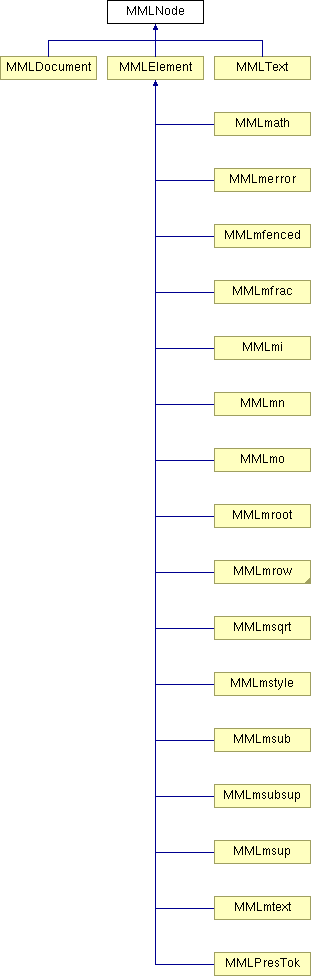 MMLNode
MMLDocument
MMLElement
MMLText
MMLmath
MMLmerror
MMLmfenced
MMLmfrac
MMLmi
MMLmn
MMLmo
MMLmroot
MMLmrow
MMLmsqrt
MMLmstyle
MMLmsub
MMLmsubsup
MMLmsup
MMLmtext
MMLPresTok